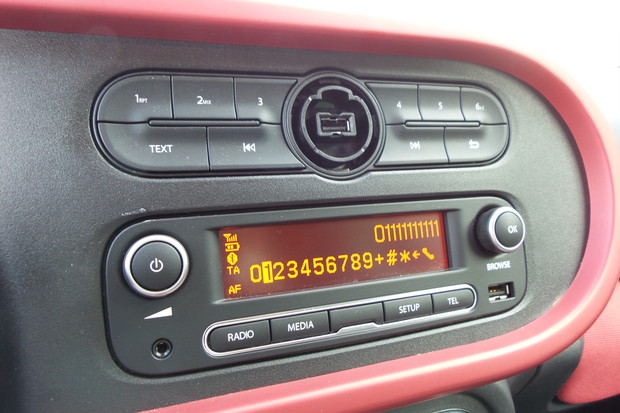 1RPT 2MIX 3 4 5 6
TEXT
01111111111
TA 0123456789+#*←
AF
OK
BROWSE
RADIO MEDIA SETUP TEL